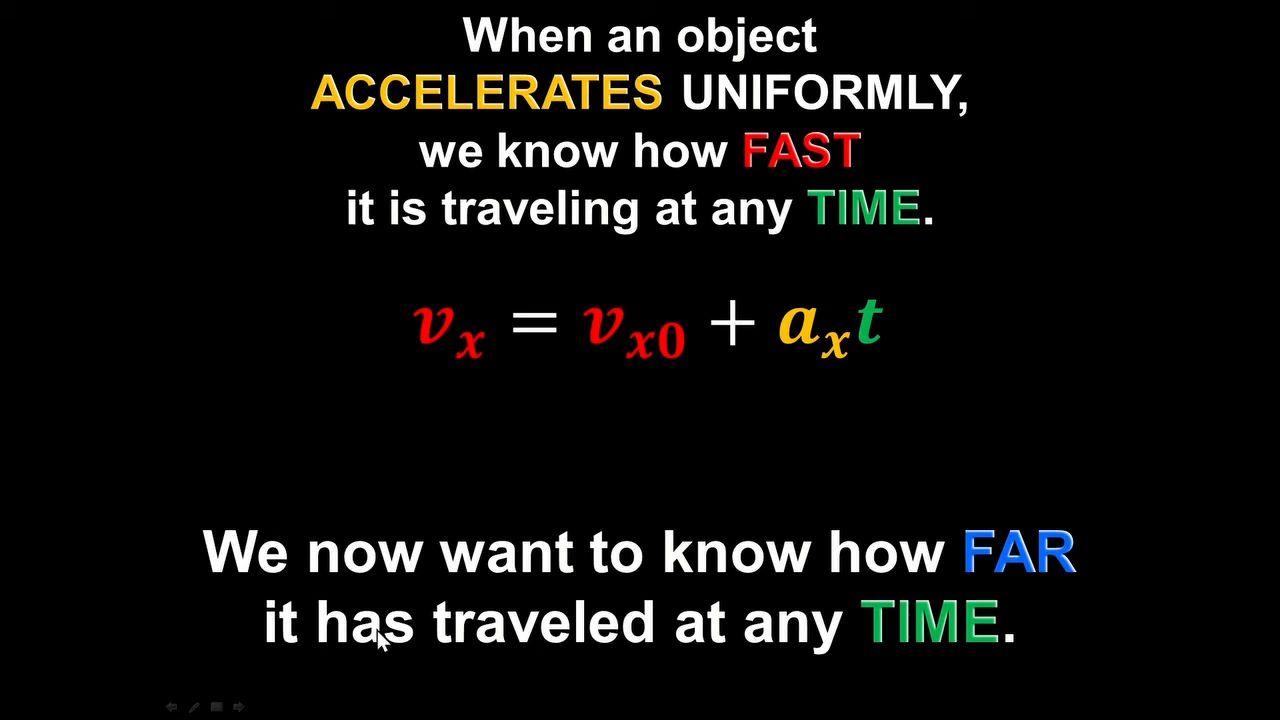 When an object
ACCELERATES UNIFORMLY,
we know how FAST
it is traveling at any TIME.
vₓ = vₓ₀ + aₓt
We now want to know how FAR
it has traveled at any TIME.